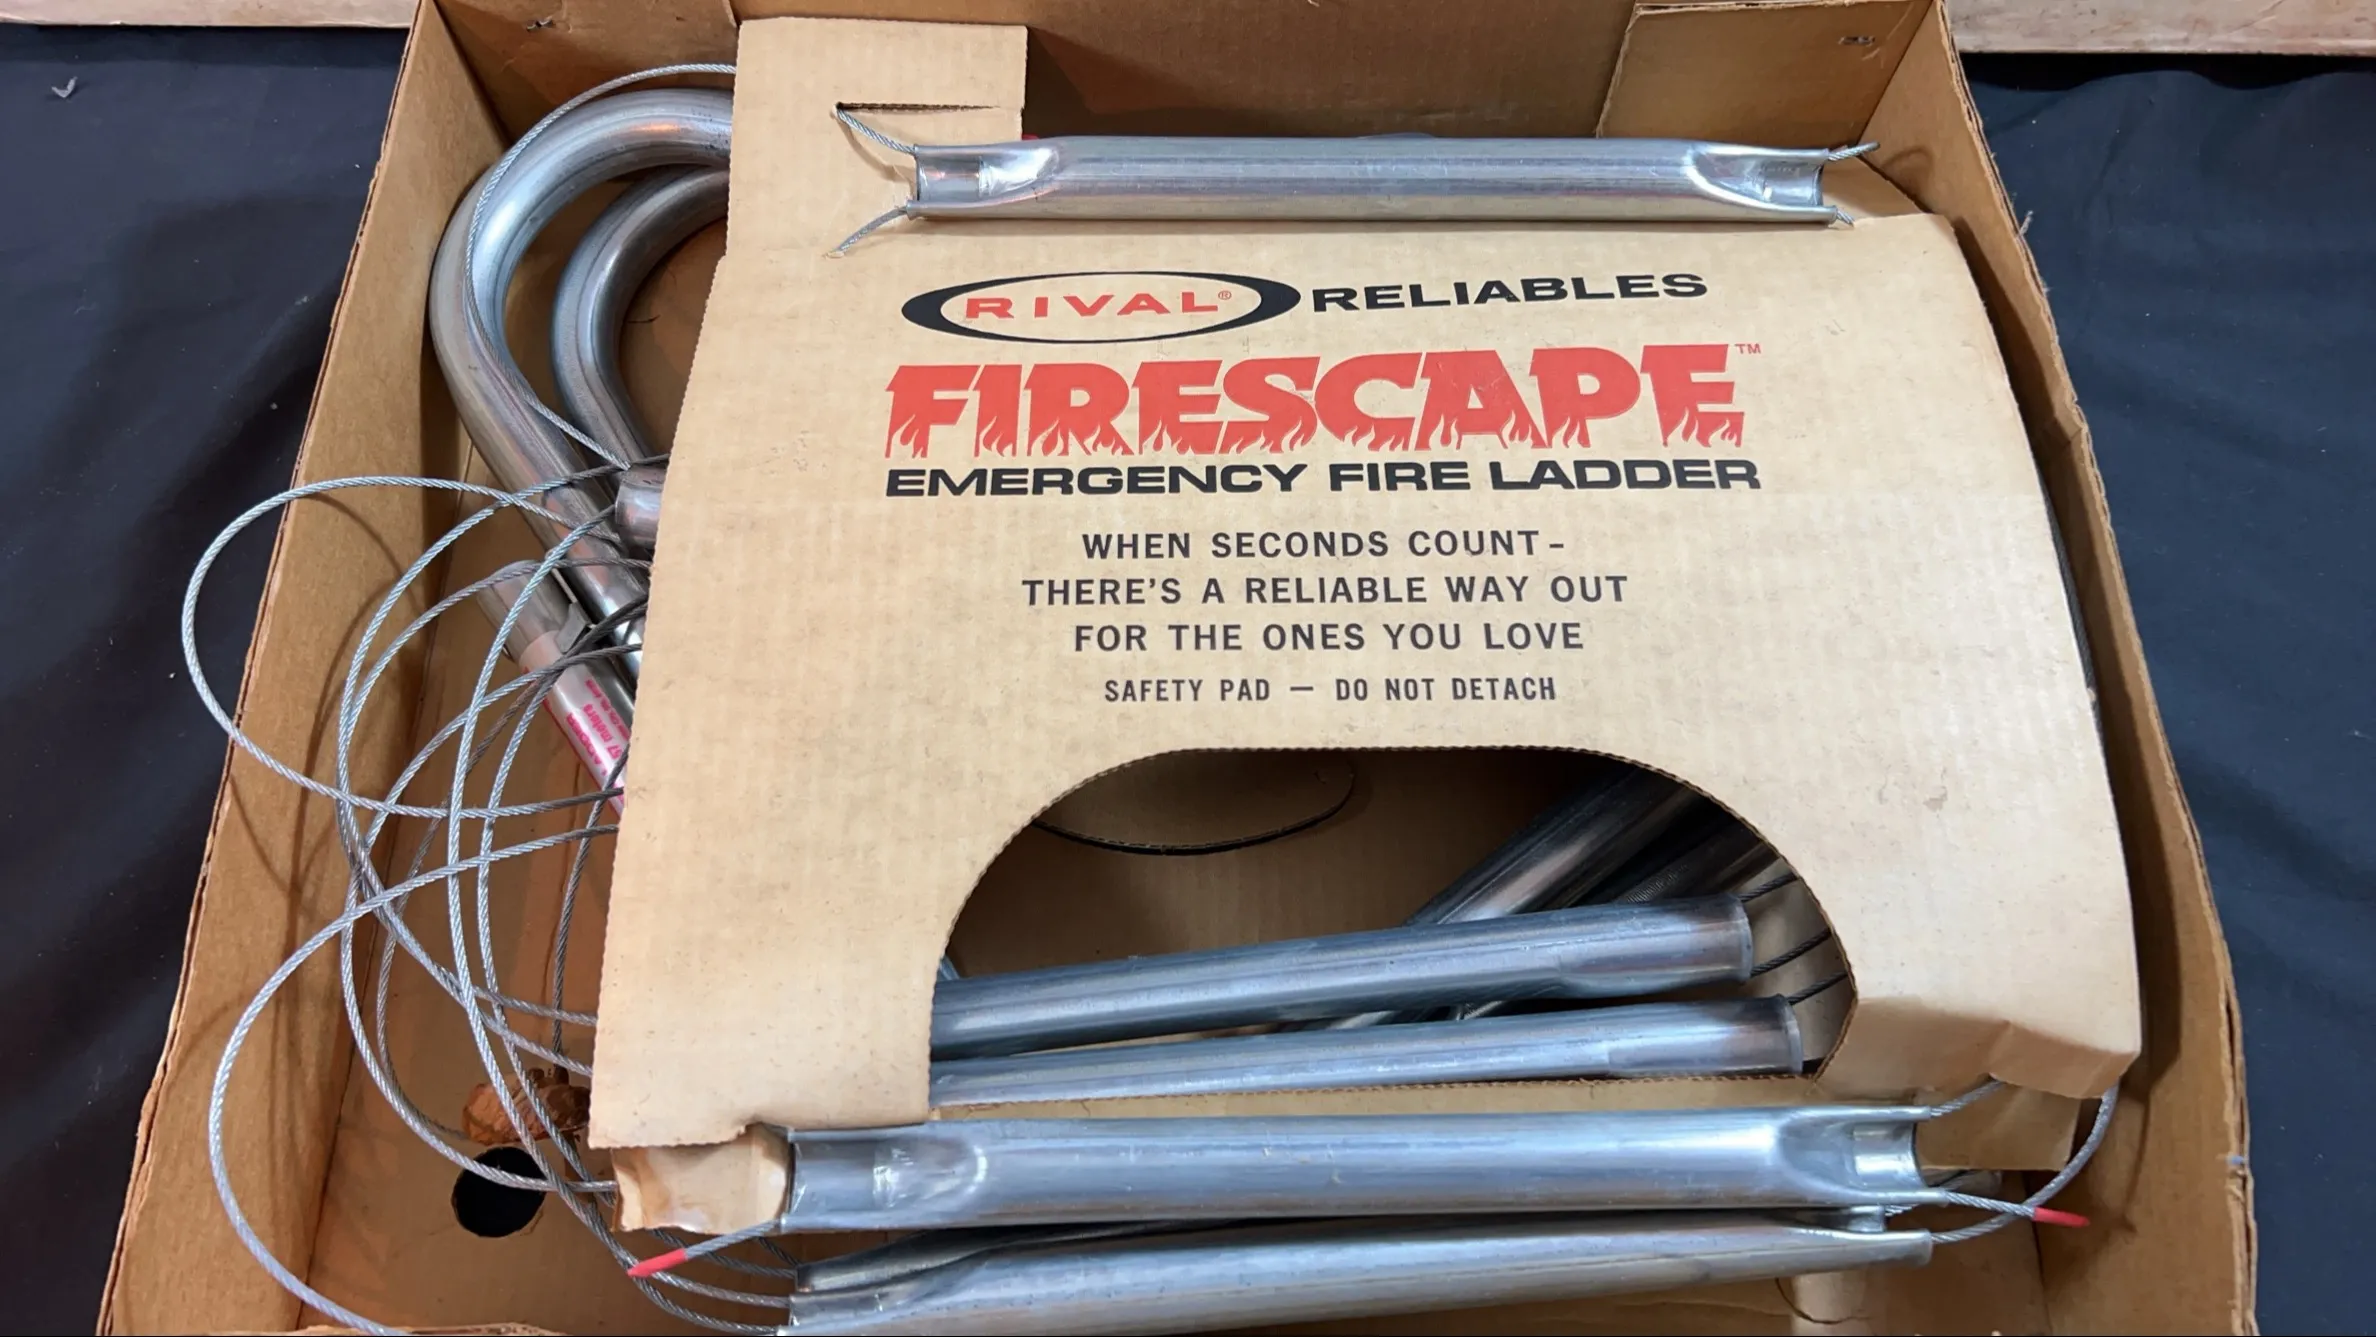 RIVAL® RELIABLES
FIRESCAPE™
EMERGENCY FIRE LADDER
WHEN SECONDS COUNT –
THERE'S A RELIABLE WAY OUT
FOR THE ONES YOU LOVE
SAFETY PAD — DO NOT DETACH
meters